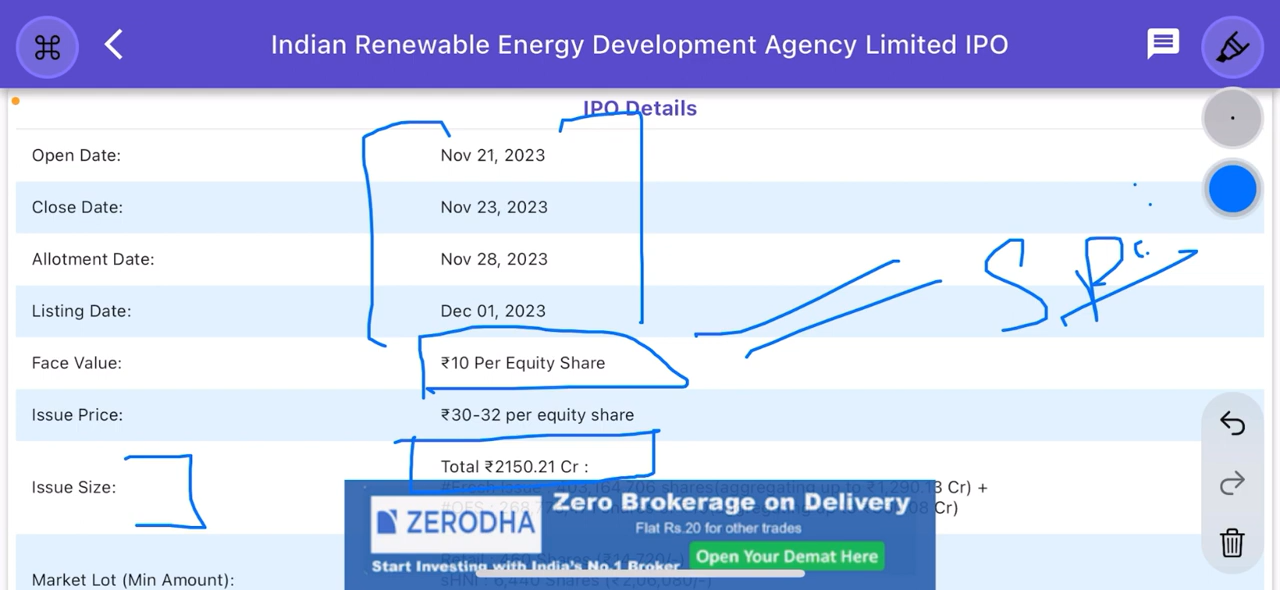 Indian Renewable Energy Development Agency Limited IPO
IPO Details
Open Date: Nov 21, 2023
Close Date: Nov 23, 2023
Allotment Date: Nov 28, 2023
Listing Date: Dec 01, 2023
Face Value: ₹10 Per Equity Share
S.P
Issue Price: ₹30-32 per equity share
Issue Size: Total ₹2150.21 Cr :
Cr) +
Cr)
ZERODHA
Zero Brokerage on Delivery
Flat Rs.20 for other trades
Open Your Demat Here
Start Investing with India's No.1 Broker
Market Lot (Min Amount):